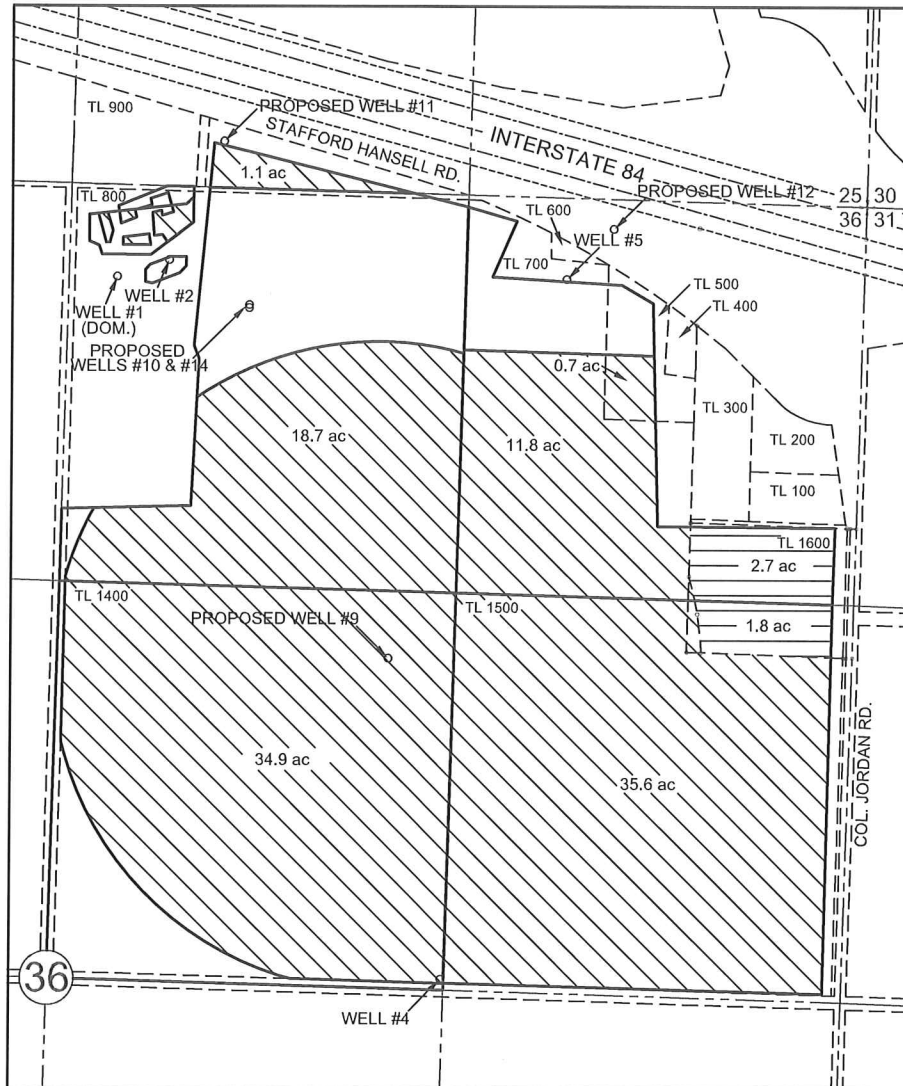 TL 900
PROPOSED WELL #11
STAFFORD HANSELL RD.
INTERSTATE 84
1.1 ac
PROPOSED WELL #12
25 30
36 31
TL 800
TL 600
WELL #5
TL 700
WELL #2
WELL #1
(DOM.)
TL 500
TL 400
PROPOSED
WELLS #10 & #14
0.7 ac
TL 300
18.7 ac
11.8 ac
TL 200
TL 100
TL 1600
2.7 ac
TL 1400
TL 1500
PROPOSED WELL #9
1.8 ac
34.9 ac
35.6 ac
COL. JORDAN RD.
36
WELL #4